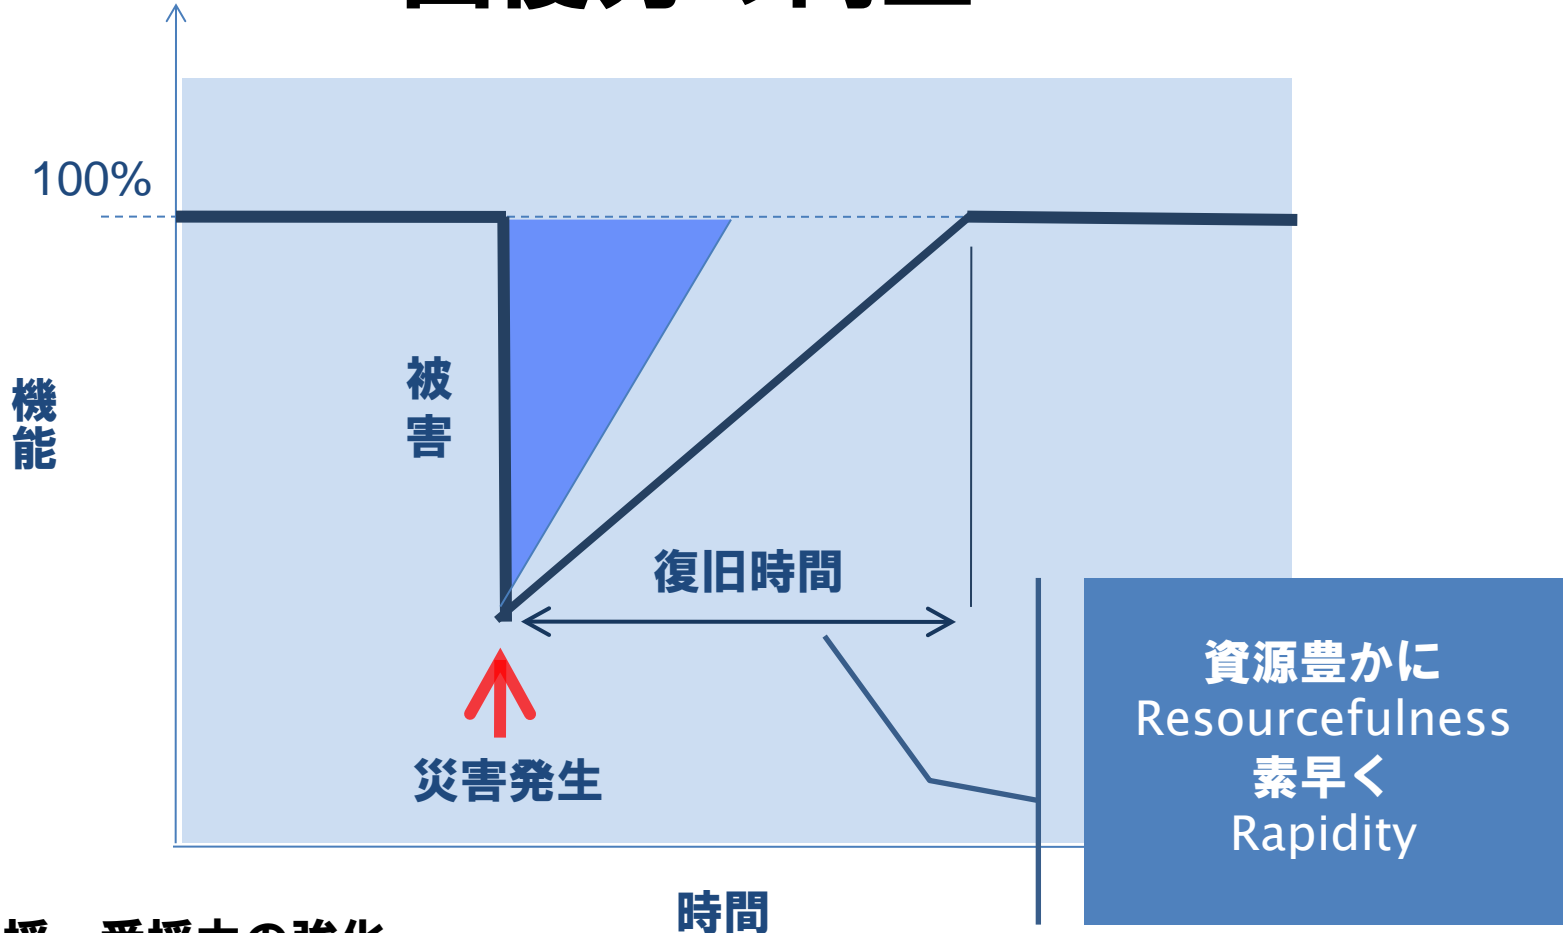 100%
機能
被害
復旧時間
災害発生
資源豊かに
Resourcefulness
素早く
Rapidity
時間